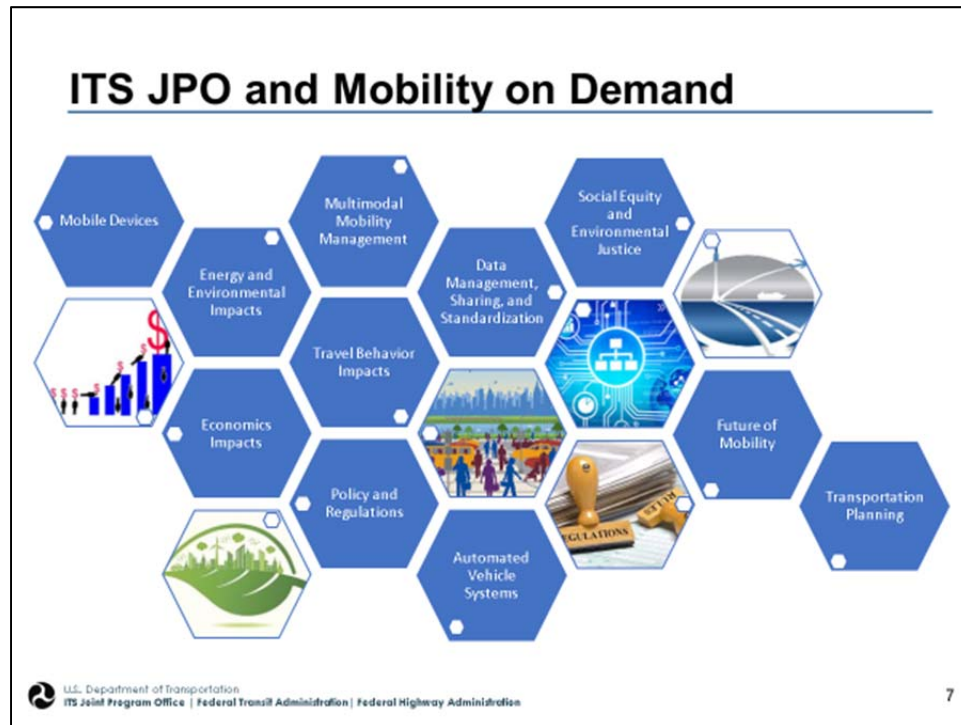 ITS JPO and Mobility on Demand
Mobile Devices
Multimodal
Mobility
Management
Social Equity
and
Environmental
Justice
Energy and
Environmental
Impacts
Data
Management,
Sharing, and
Standardization
$
$
$
$
$
$
$
Travel Behavior
Impacts
Economics
Impacts
Future of
Mobility
Policy and
Regulations
REGULATIONS
RULES
Transportation
Planning
Automated
Vehicle
Systems
U.S. Department of Transportation
ITS Joint Program Office | Federal Transit Administration | Federal Highway Administration
7